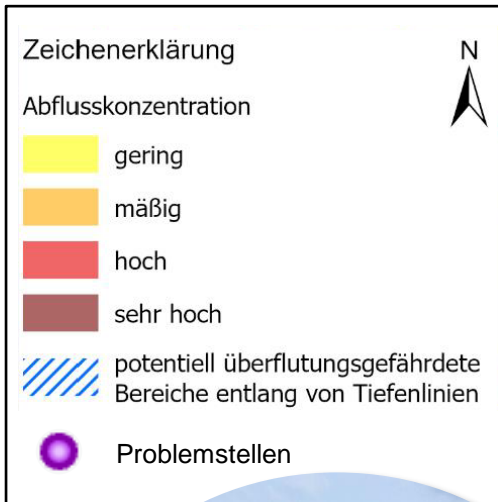 Zeichenerklärung
N
Abflusskonzentration
gering
mäßig
hoch
sehr hoch
potentiell überflutungsgefährdete
Bereiche entlang von Tiefenlinien
Problemstellen